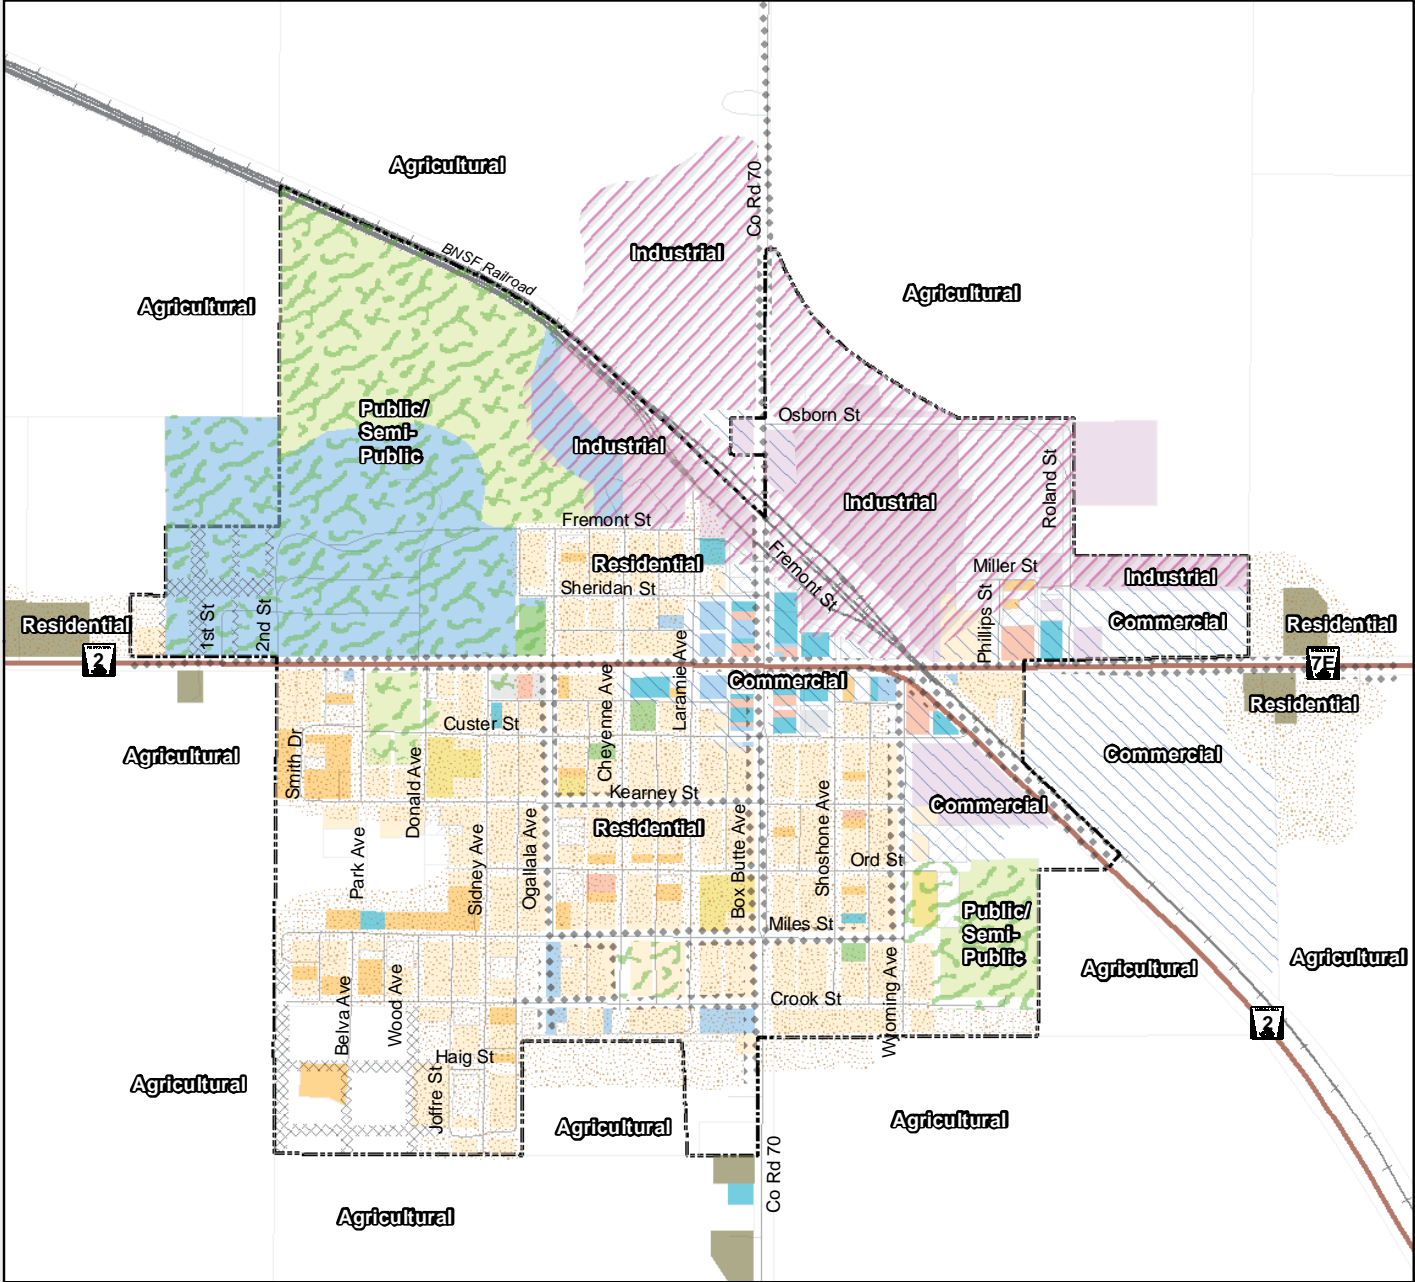 Agricultural
Co Rd 70
Industrial
BNSF Railroad
Agricultural
Agricultural
Public/
Semi-
Public
Osborn St
Industrial
Industrial
Roland St
Fremont St
Residential
Fremont St
Miller St
Industrial
Sheridan St
Phillips St
1st St
2nd St
Residential
Commercial
Residential
2
Laramie Ave
7E
Commercial
Residential
Custer St
Cheyenne Ave
Agricultural
Smith Dr
Donald Ave
Commercial
Kearney St
Commercial
Residential
Park Ave
Sidney Ave
Ogallala Ave
Box Butte Ave
Shoshone Ave
Ord St
Miles St
Public/
Semi-
Public
Agricultural
Agricultural
Belva Ave
Wood Ave
Crook St
Wyoming Ave
2
Haig St
Agricultural
Joffre St
Agricultural
Agricultural
Co Rd 70
Agricultural